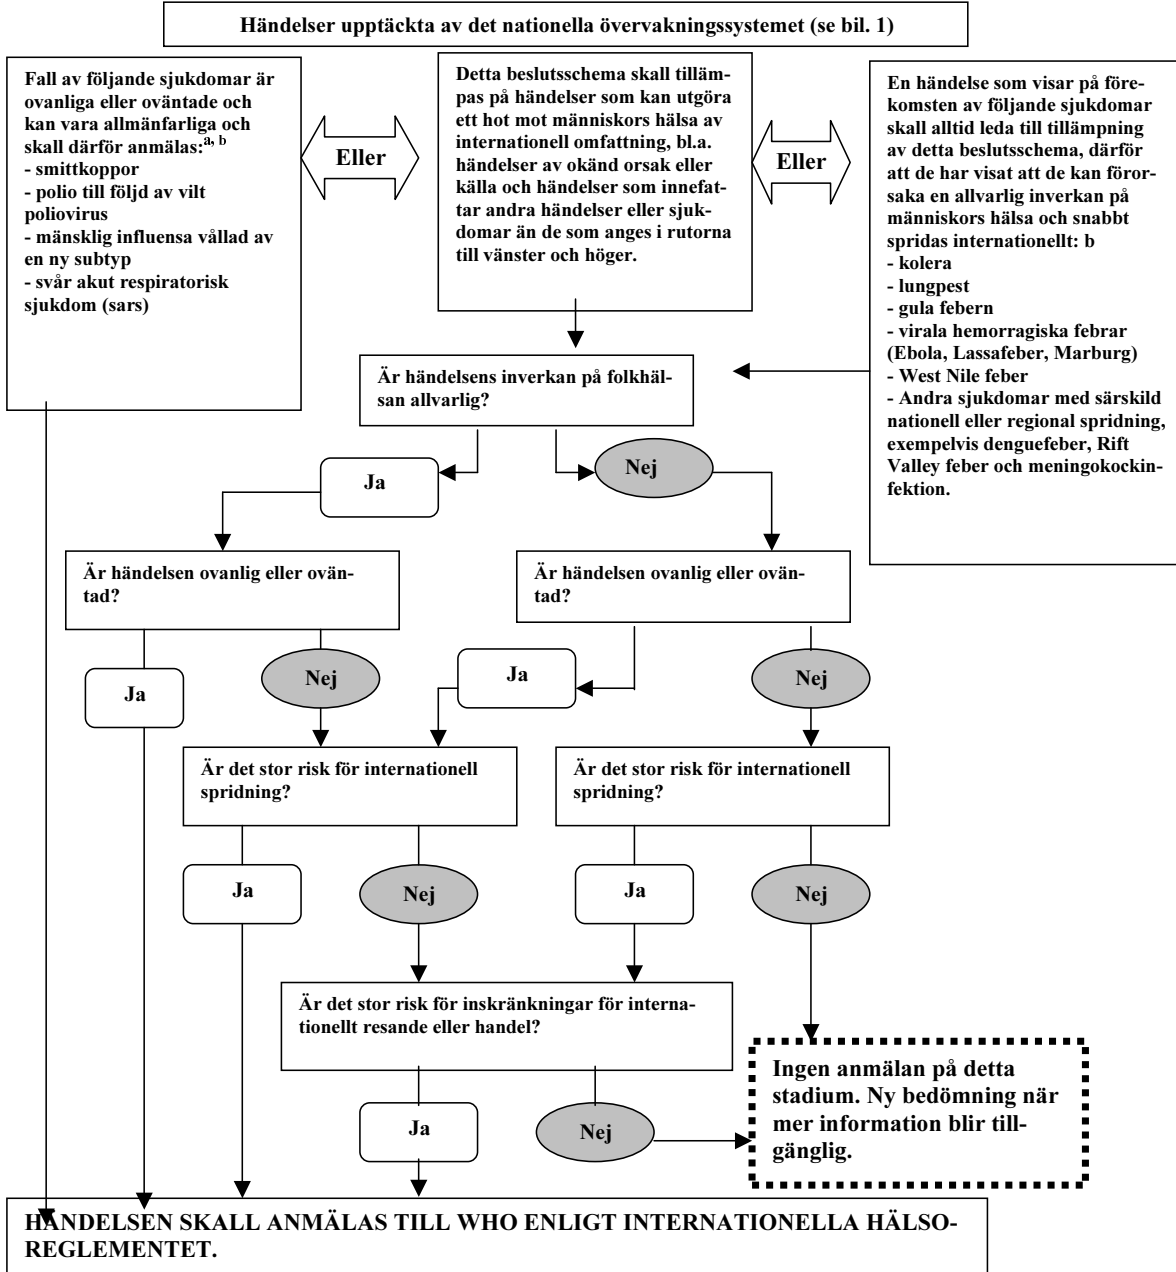 Händelser upptäckta av det nationella övervakningssystemet (se bil. 1)
Fall av följande sjukdomar är
ovanliga eller oväntade och
kan vara allmänfarliga och
skall därför anmälas:a, b
- smittkoppor
- polio till följd av vilt
poliovirus
- mänsklig influensa vållad av
en ny subtyp
- svår akut respiratorisk
sjukdom (sars)
Eller
Detta beslutsschema skall tilläm-
pas på händelser som kan utgöra
ett hot mot människors hälsa av
internationell omfattning, bl.a.
händelser av okänd orsak eller
källa och händelser som innefat-
tar andra händelser eller sjuk-
domar än de som anges i rutorna
till vänster och höger.
Eller
En händelse som visar på före-
komsten av följande sjukdomar
skall alltid leda till tillämpning
av detta beslutsschema, därför
att de har visat att de kan föror-
saka en allvarlig inverkan på
människors hälsa och snabbt
spridas internationellt: b
- kolera
- lungpest
- gula febern
- virala hemorragiska febrar
(Ebola, Lassafeber, Marburg)
- West Nile feber
- Andra sjukdomar med särskild
nationell eller regional spridning,
exempelvis denguefeber, Rift
Valley feber och meningokockin-
fektion.
Är händelsens inverkan på folkhäl-
san allvarlig?
Ja
Nej
Är händelsen ovanlig eller ovän-
tad?
Är händelsen ovanlig eller ovän-
tad?
Ja
Nej
Ja
Nej
Är det stor risk för internationell
spridning?
Är det stor risk för internationell
spridning?
Ja
Nej
Ja
Nej
Är det stor risk för inskränkningar för inter-
nationellt resande eller handel?
Ja
Nej
Ingen anmälan på detta
stadium. Ny bedömning när
mer information blir till-
gänglig.
HÄNDELSEN SKALL ANMÄLAS TILL WHO ENLIGT INTERNATIONELLA HÄLSO-
REGLEMENTET.